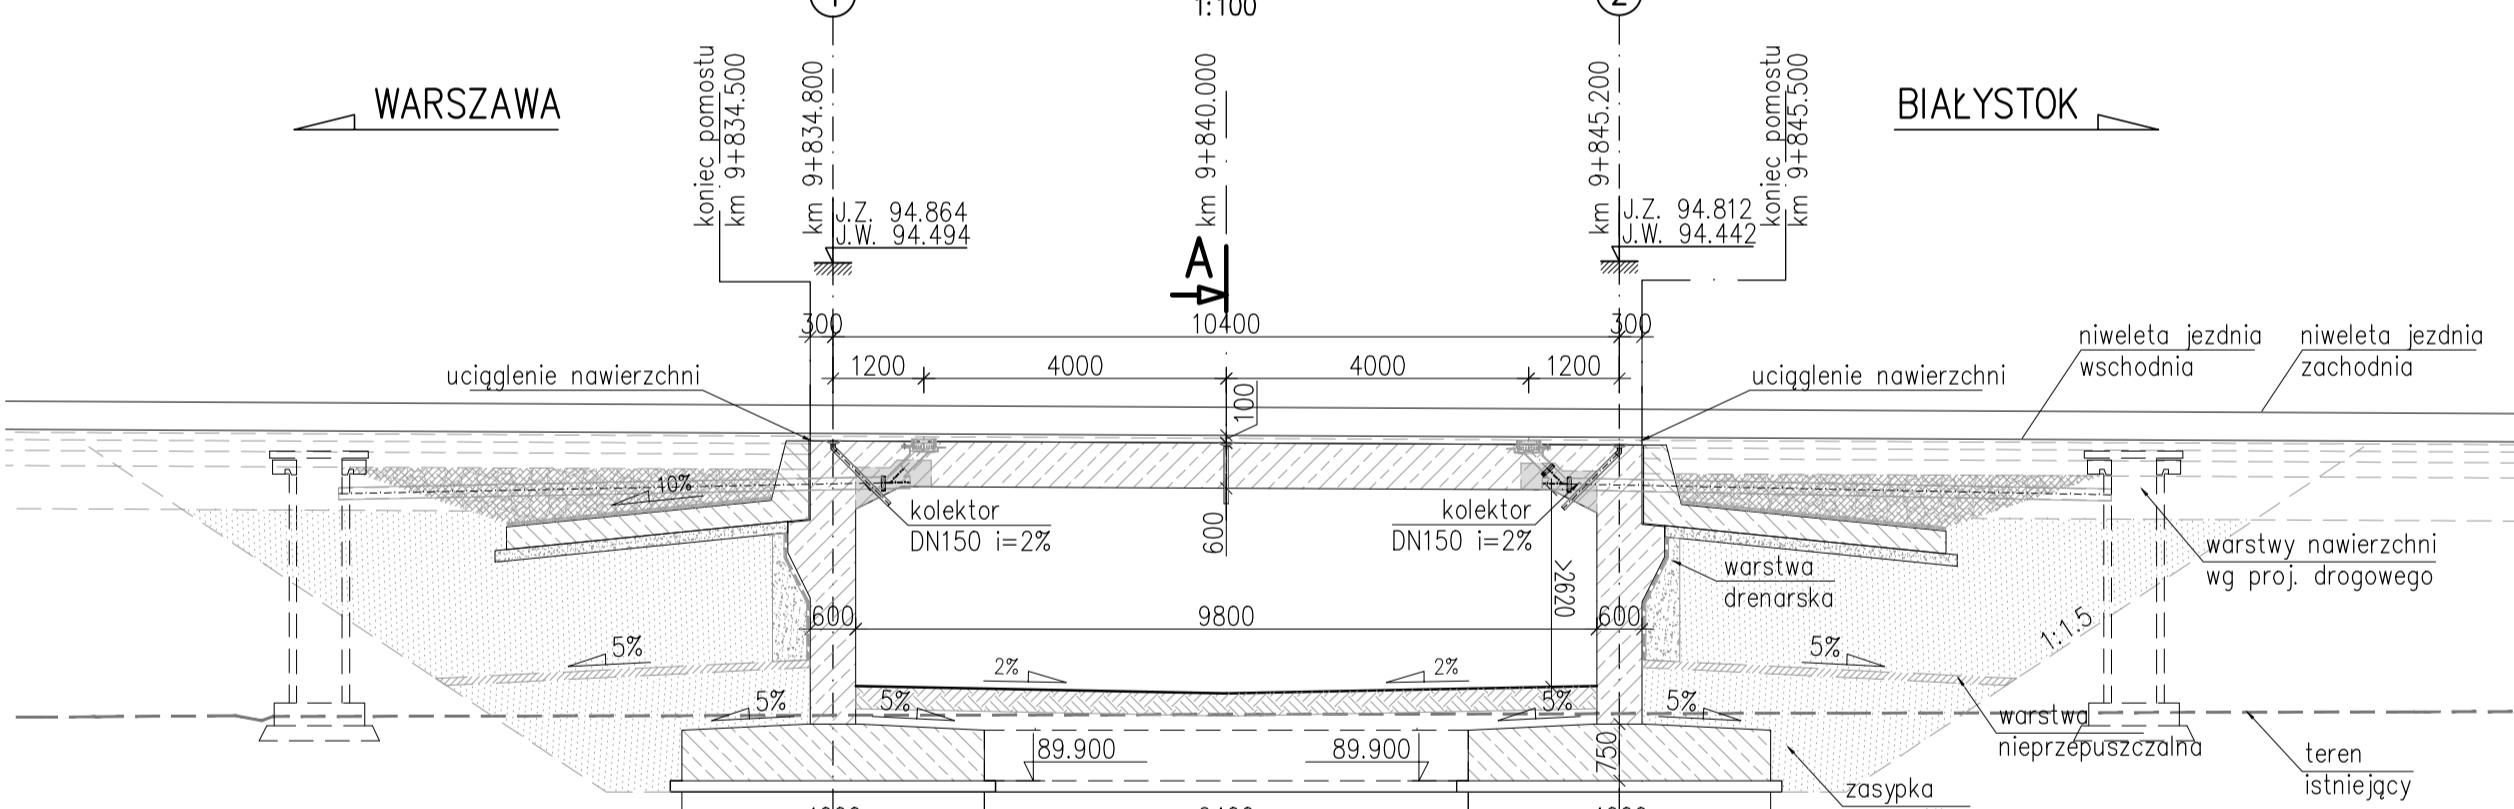 1
1:100
2
WARSZAWA
BIAŁYSTOK
koniec pomostu
km 9+834.500
km 9+834.800
km 9+840.000
km 9+845.200
koniec pomostu
km 9+845.500
J.Z. 94.864
J.W. 94.494
J.Z. 94.812
J.W. 94.442
A
300
10400
300
1200
4000
4000
1200
100
uciąglenie nawierzchni
uciąglenie nawierzchni
niweleta jezdnia
wschodnia
niweleta jezdnia
zachodnia
10%
kolektor
DN150 i=2%
600
kolektor
DN150 i=2%
>2620
warstwa
drenarska
warstwy nawierzchni
wg proj. drogowego
600
9800
600
1:1.5
5%
2%
2%
5%
5%
5%
5%
5%
89.900
89.900
750
warstwa
nieprzepuszczalna
teren
istniejący
zasypka